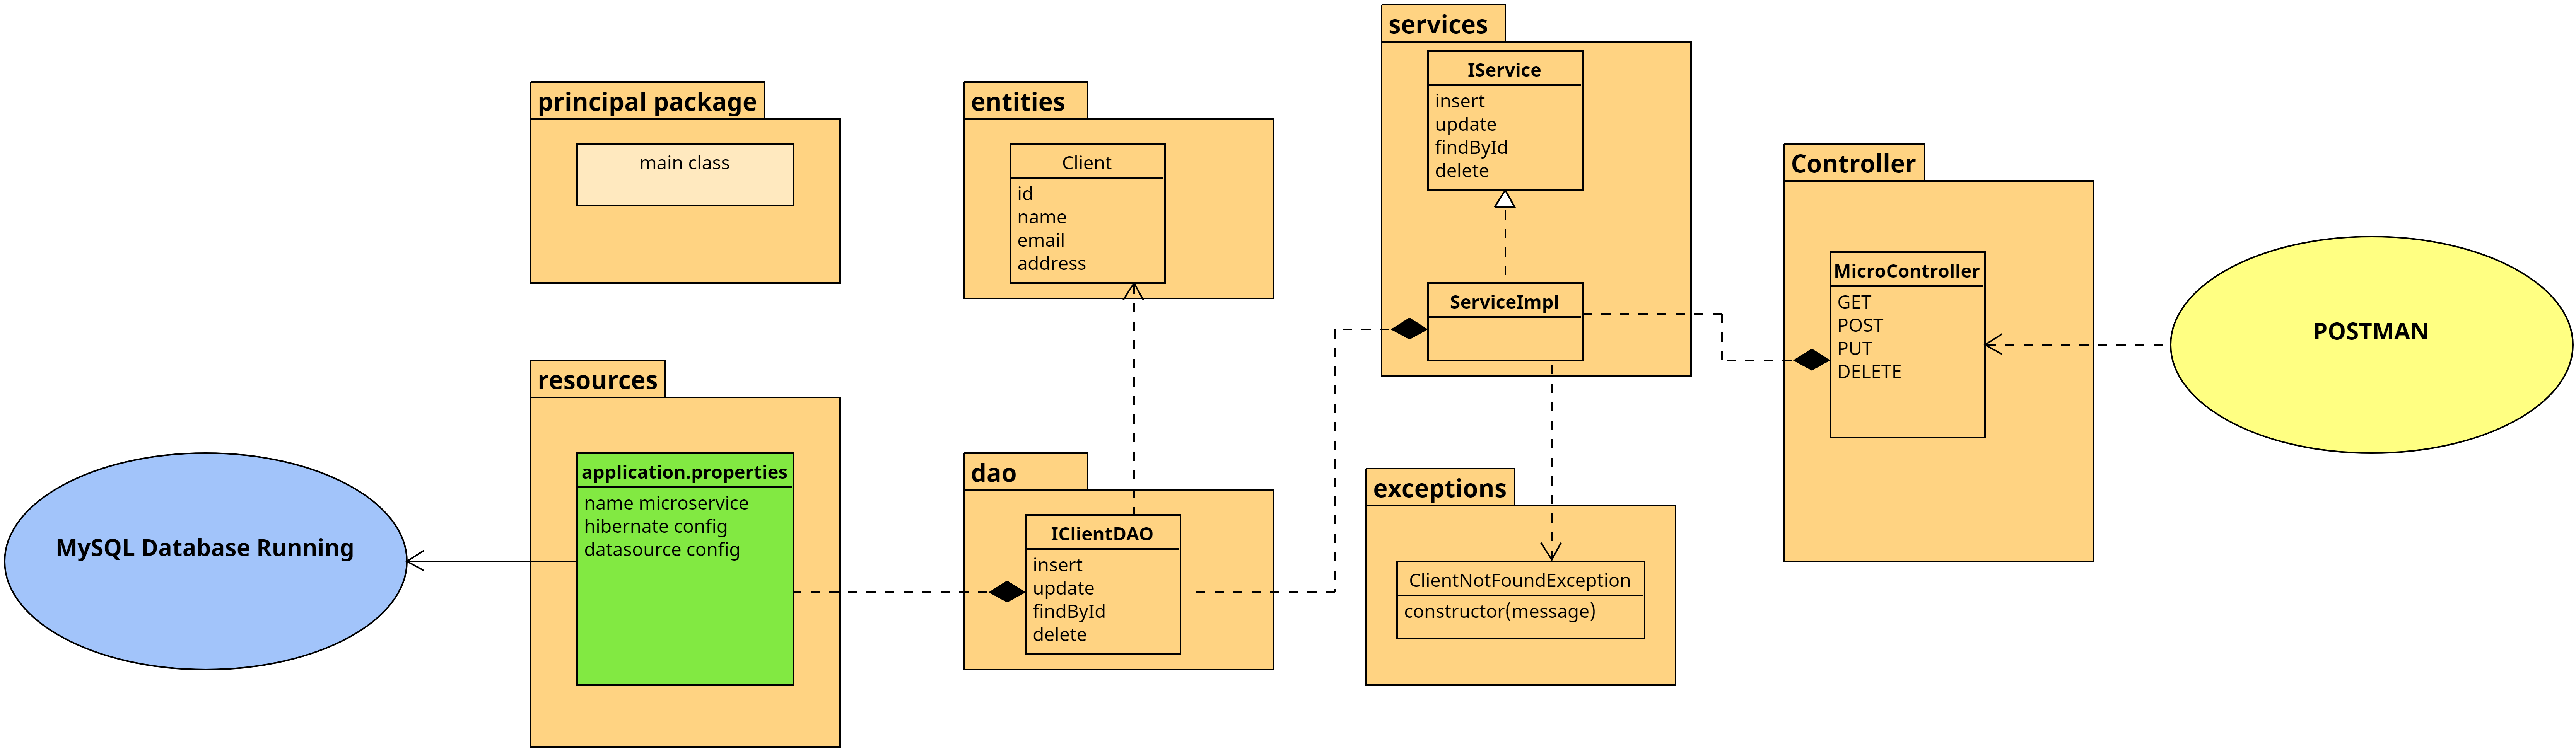 principal package
main class
resources
application.properties
name microservice
hibernate config
datasource config
MySQL Database Running
entities
Client
id
name
email
address
dao
IClientDAO
insert
update
findById
delete
services
IService
insert
update
findById
delete
ServiceImpl
exceptions
ClientNotFoundException
constructor(message)
Controller
MicroController
GET
POST
PUT
DELETE
POSTMAN